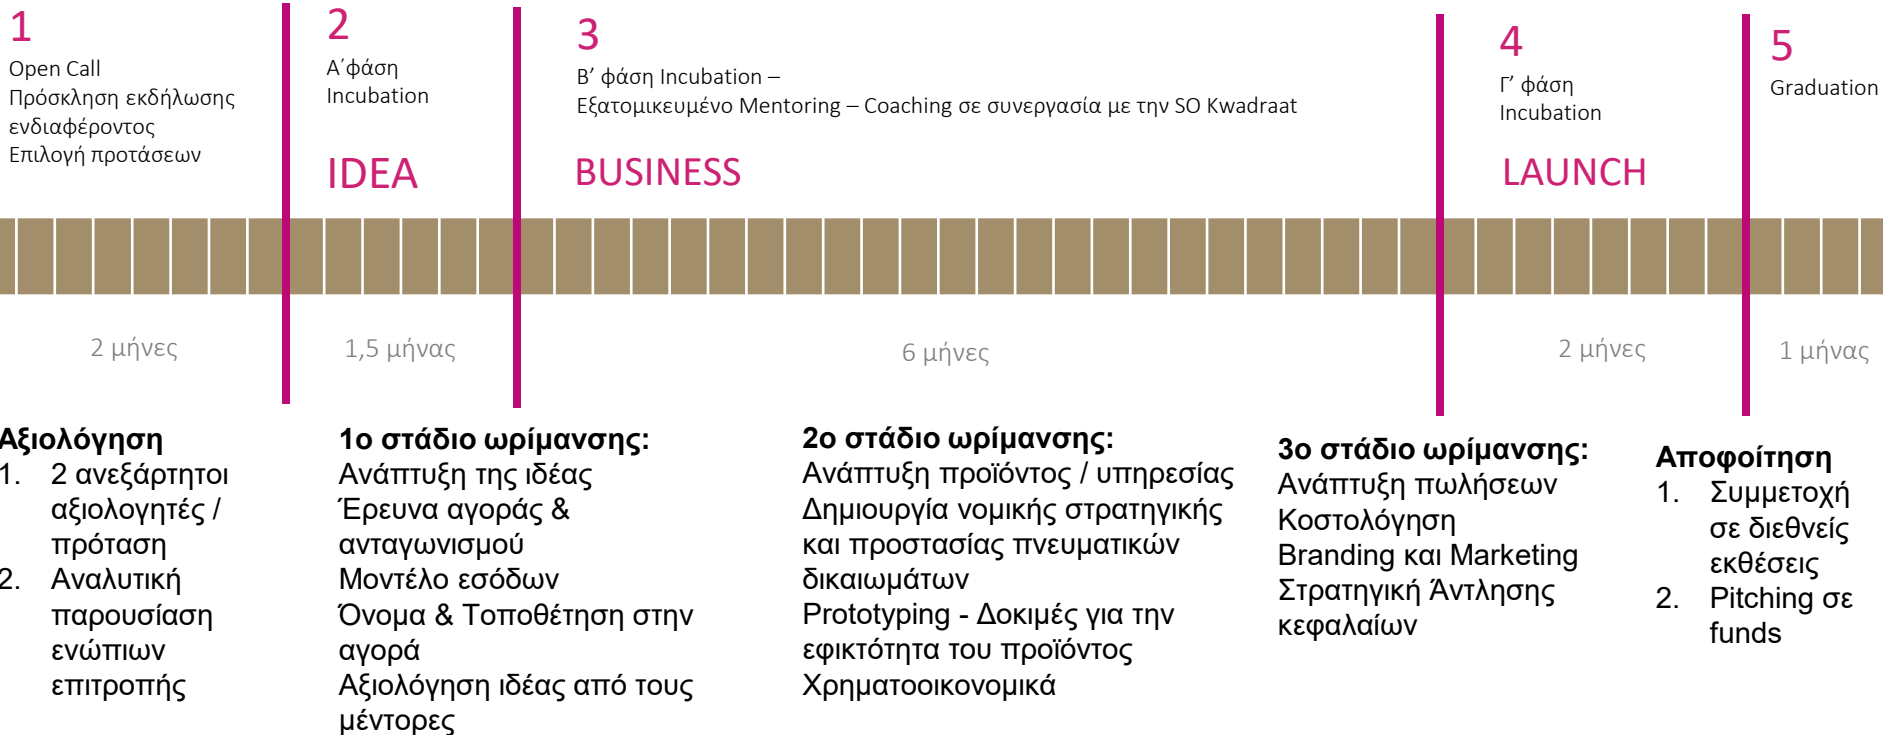 1
Open Call
Πρόσκληση εκδήλωσης
ενδιαφέροντος
Επιλογή προτάσεων
2
Α΄φάση
Incubation
IDEA
3
Β’ φάση Incubation –
Εξατομικευμένο Mentoring – Coaching σε συνεργασία με την SO Kwadraat
BUSINESS
4
Γ’ φάση
Incubation
LAUNCH
5
Graduation
2 μήνες
1,5 μήνας
6 μήνες
2 μήνες
1 μήνας
Αξιολόγηση
1. 2 ανεξάρτητοι
αξιολογητές /
πρόταση
2. Αναλυτική
παρουσίαση
ενώπιων
επιτροπής
1ο στάδιο ωρίμανσης:
Ανάπτυξη της ιδέας
Έρευνα αγοράς &
ανταγωνισμού
Μοντέλο εσόδων
Όνομα & Τοποθέτηση στην
αγορά
Αξιολόγηση ιδέας από τους
μέντορες
2ο στάδιο ωρίμανσης:
Ανάπτυξη προϊόντος / υπηρεσίας
Δημιουργία νομικής στρατηγικής
και προστασίας πνευματικών
δικαιωμάτων
Prototyping - Δοκιμές για την
εφικτότητα του προϊόντος
Χρηματοοικονομικά
3ο στάδιο ωρίμανσης:
Ανάπτυξη πωλήσεων
Κοστολόγηση
Branding και Marketing
Στρατηγική Άντλησης
κεφαλαίων
Αποφοίτηση
1. Συμμετοχή
σε διεθνείς
εκθέσεις
2. Pitching σε
funds